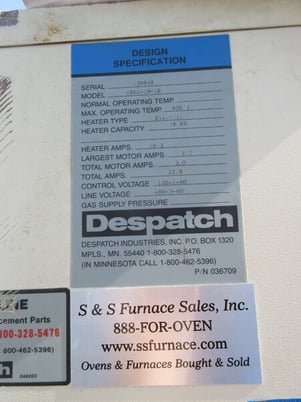 DESIGN
SPECIFICATION
SERIAL
MODEL
NORMAL OPERATING TEMP
MAX. OPERATING TEMP
HEATER TYPE
HEATER CAPACITY
HEATER AMPS.
LARGEST MOTOR AMPS.
TOTAL MOTOR AMPS.
TOTAL AMPS.
CONTROL VOLTAGE
LINE VOLTAGE
GAS SUPPLY PRESSURE
Despatch
DESPATCH INDUSTRIES, INC. P.O. BOX 1320
MPLS., MN. 55440 1-800-328-5476
(IN MINNESOTA CALL 1-800-462-5396)
P/N 036709
cement Parts
800-328-5476
800 462-5396)
S & S Furnace Sales, Inc.
888-FOR-OVEN
www.ssfurnace.com
Ovens & Furnaces Bought & Sold